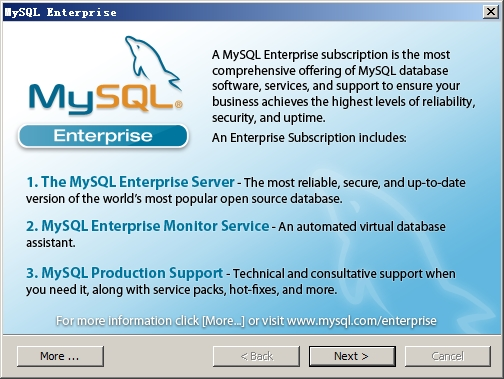 MySQL Enterprise
MySQL®
Enterprise
A MySQL Enterprise subscription is the most
comprehensive offering of MySQL database
software, services, and support to ensure your
business achieves the highest levels of reliability,
security, and uptime.
An Enterprise Subscription includes:
1. The MySQL Enterprise Server - The most reliable, secure, and up-to-date
version of the world's most popular open source database.
2. MySQL Enterprise Monitor Service - An automated virtual database
assistant.
3. MySQL Production Support - Technical and consultative support when
you need it, along with service packs, hot-fixes, and more.
For more information click [More...] or visit www.mysql.com/enterprise
More ...
< Back
Next >
Cancel